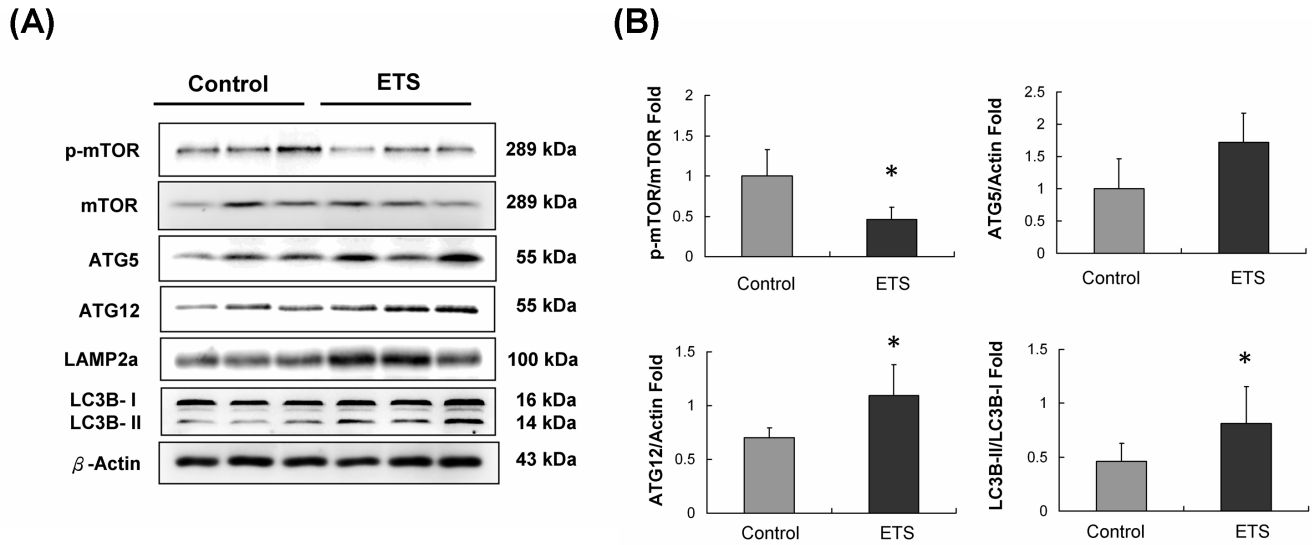 (A)
Control ETS
p-mTOR 289 kDa
mTOR 289 kDa
ATG5 55 kDa
ATG12 55 kDa
LAMP2a 100 kDa
LC3B- I 16 kDa
LC3B- II 14 kDa
β-Actin 43 kDa
(B)
p-mTOR/mTOR Fold
2
1.5
1
0.5
0
*
Control ETS
ATG5/Actin Fold
2.5
2
1.5
1
0.5
0
Control ETS
ATG12/Actin Fold
1.5
1
0.5
0
*
Control ETS
LC3B-II/LC3B-I Fold
1.5
1
0.5
0
*
Control ETS